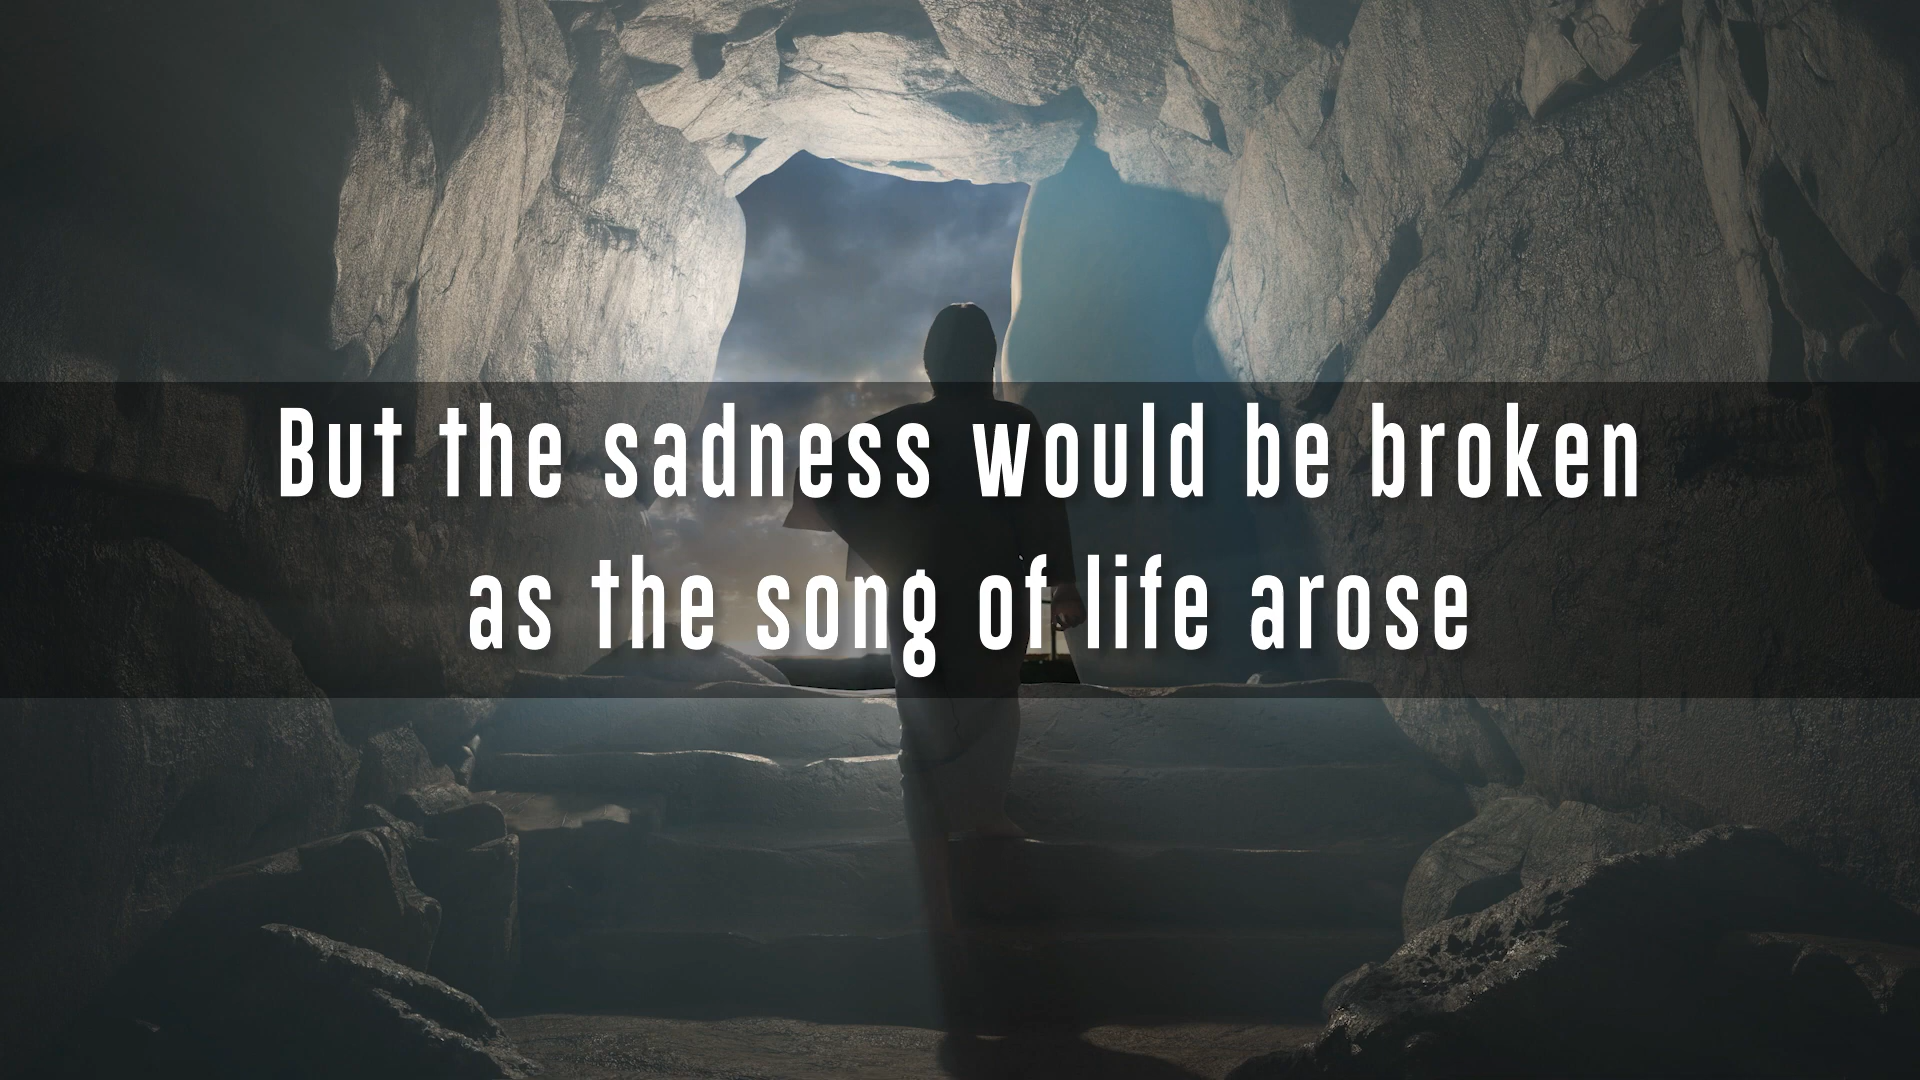 But the sadness would be broken
as the song of life arose